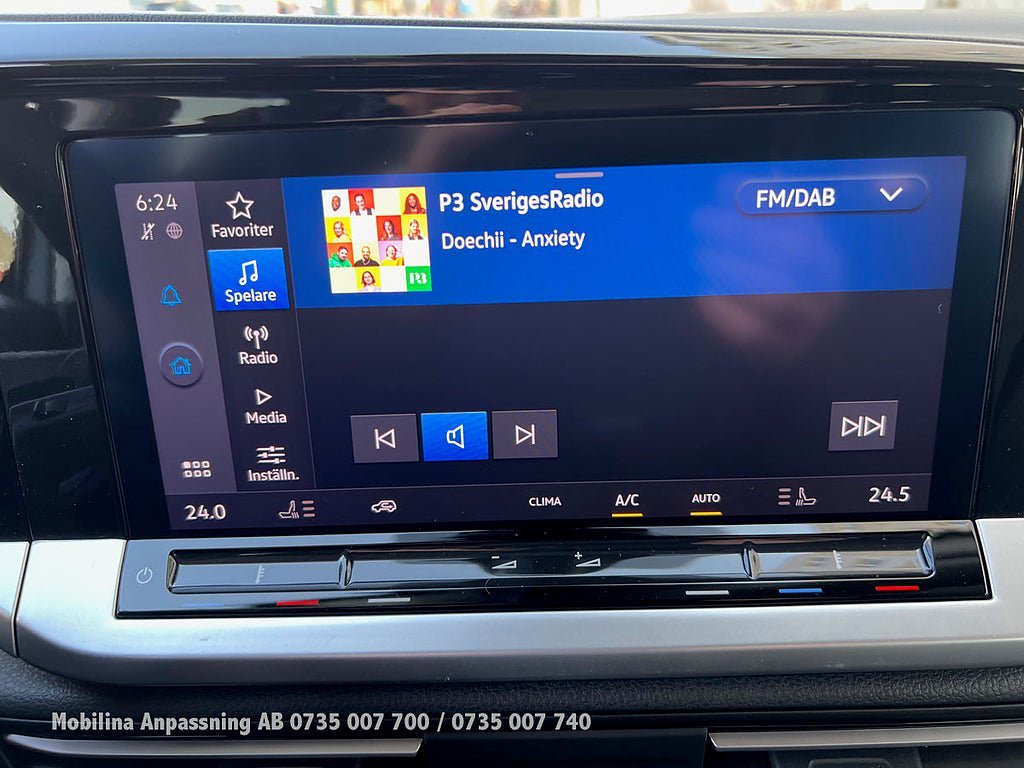 6:24
Favoriter
Spelare
Radio
Media
Inställn.
P3 SverigesRadio
Doechii - Anxiety
FM/DAB
P3
24.0
CLIMA
A/C
AUTO
24.5
Mobilina Anpassning AB 0735 007 700 / 0735 007 740